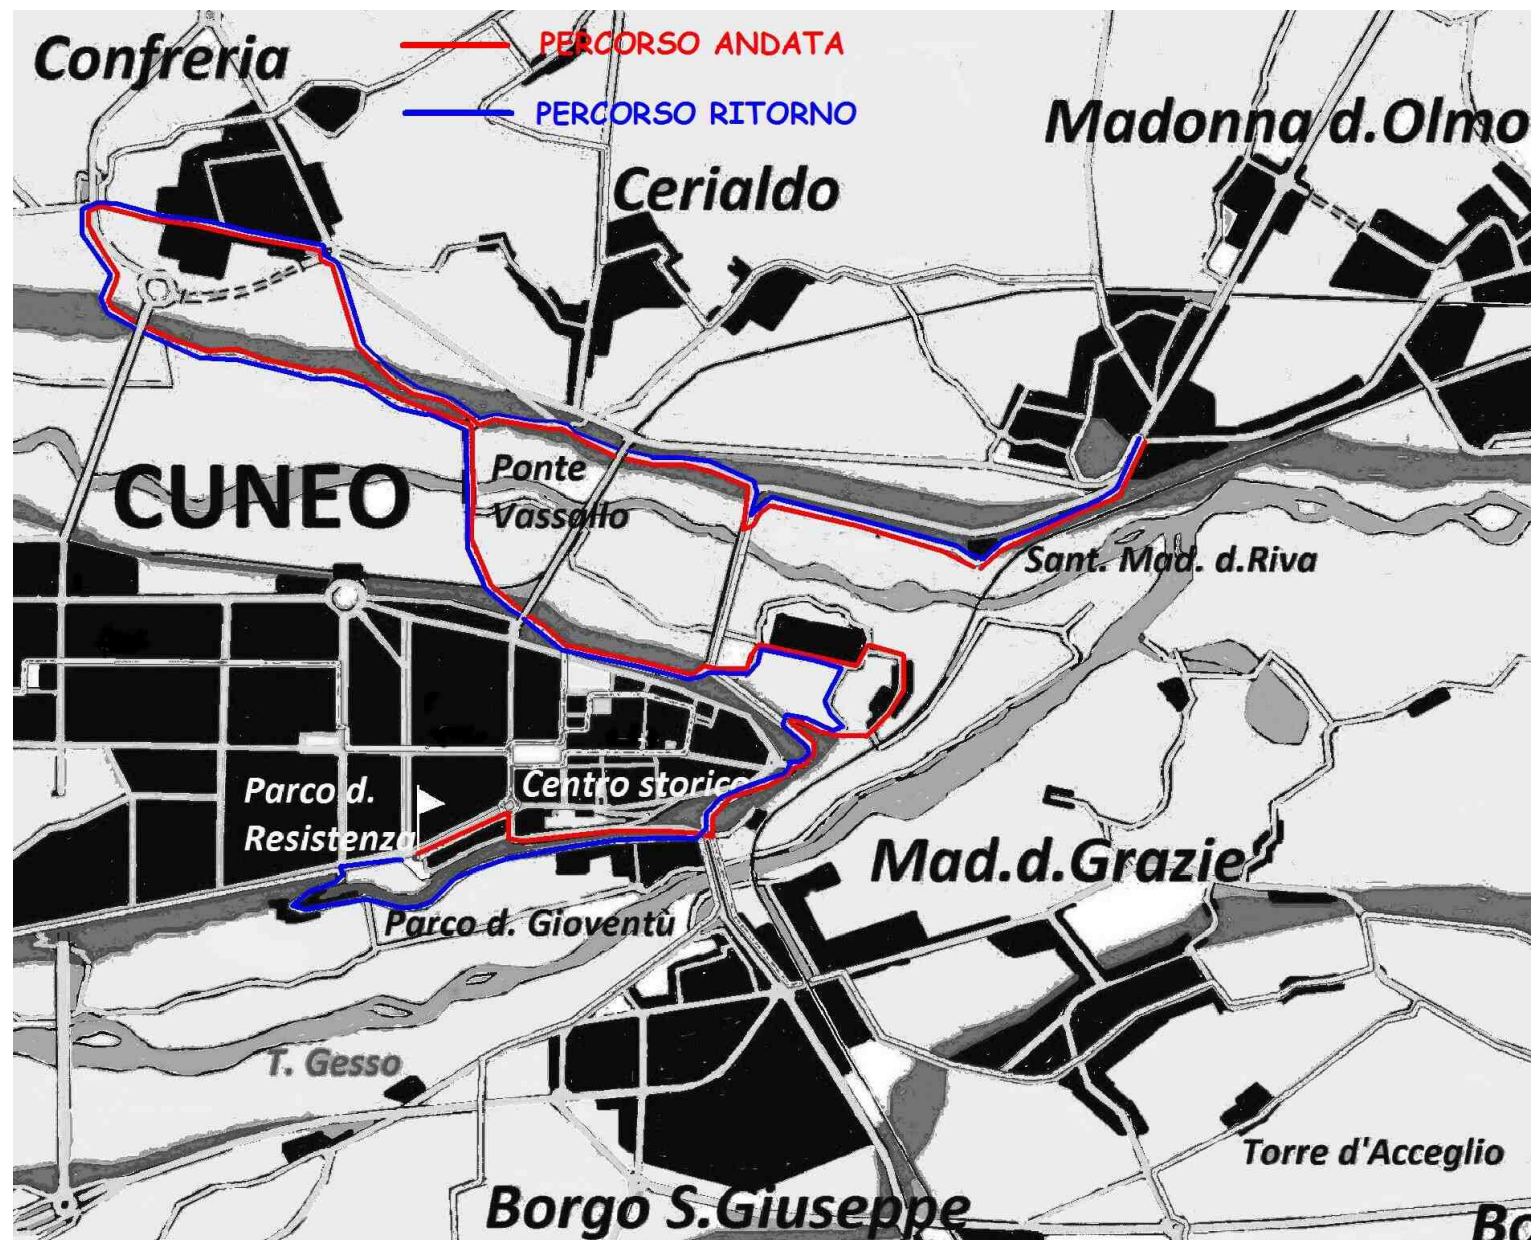 Confreria
PERCORSO ANDATA
PERCORSO RITORNO
Madonna d.Olmo
Cerialdo
CUNEO
Ponte
Vassallo
Sant. Mad. d.Riva
Parco d.
Resistenza
Centro storico
Mad.d.Grazie
Parco d. Gioventù
T. Gesso
Torre d'Acceglio
Borgo S.Giuseppe
Bo